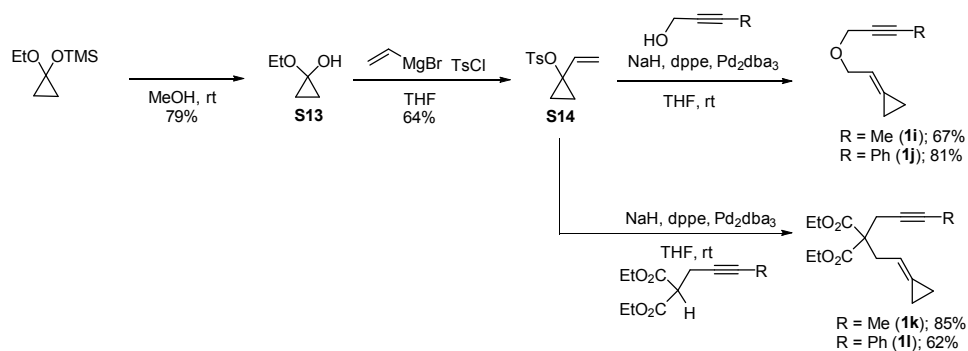 EtO OTMS
MeOH, rt
79%
EtO OH
S13
MgBr TsCl
THF
64%
TsO
S14
R
HO
NaH, dppe, Pd2dba3
THF, rt
R
O
R = Me (1i); 67%
R = Ph (1j); 81%
NaH, dppe, Pd2dba3
THF, rt
EtO2C R
EtO2C H
R
EtO2C
EtO2C
R = Me (1k); 85%
R = Ph (1l); 62%